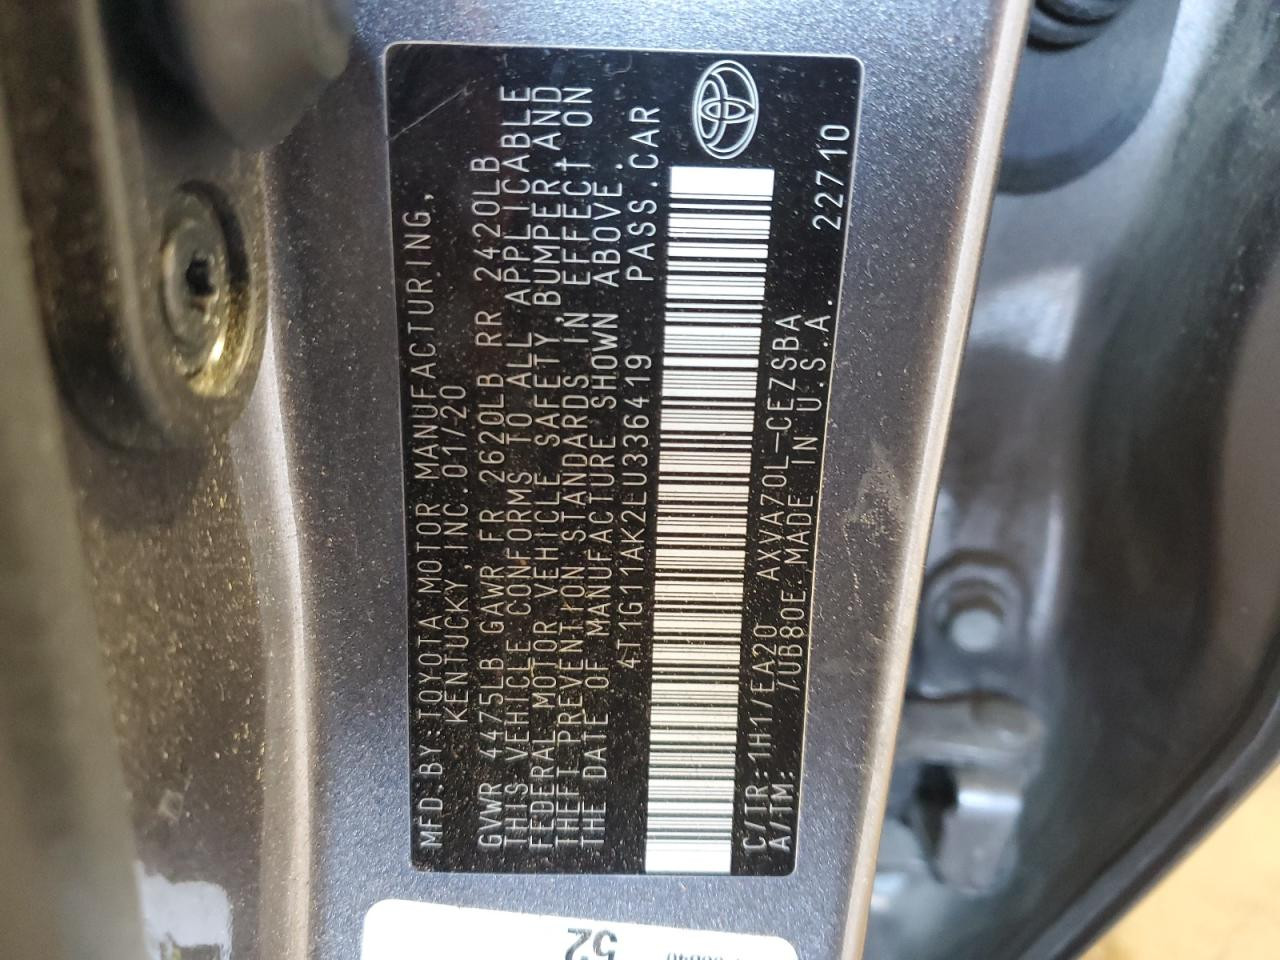 MFD.BY:TOYOTA MOTOR MANUFACTURING,
KENTUCKY,INC.01/20
GVWR 4475LB GAWR FR 2620LB RR 2420LB
THIS VEHICLE CONFORMS TO ALL APPLICABLE
FEDERAL MOTOR VEHICLE SAFETY,BUMPER,AND
THEFT PREVENTION STANDARDS IN EFFECT ON
THE DATE OF MANUFACTURE SHOWN ABOVE.
4T1G11AK2LU336419 PASS.CAR
C/TR:1H1/EA20 AXVA70L-CEZSBA
A/TM: /UB80E MADE IN U.S.A. 22710
52